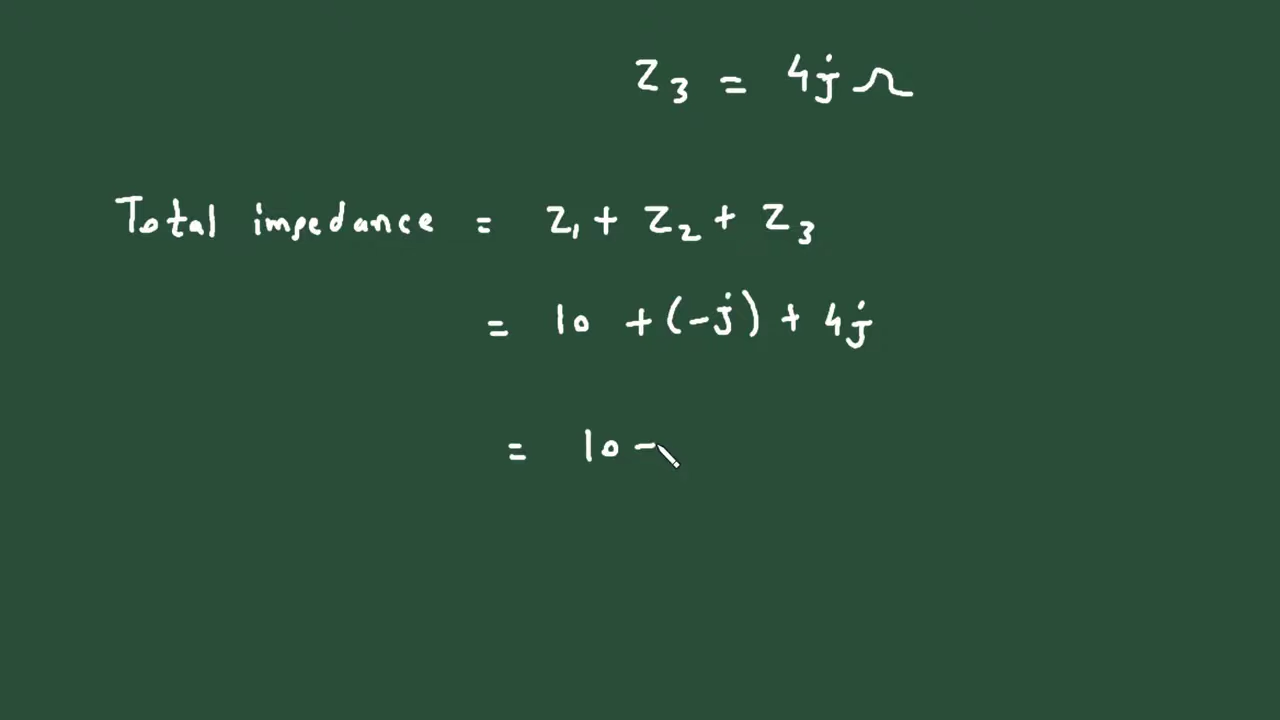 Z₃ = 4j Ω
Total impedance = Z₁ + Z₂ + Z₃
= 10 + (-j) + 4j
= 10 -